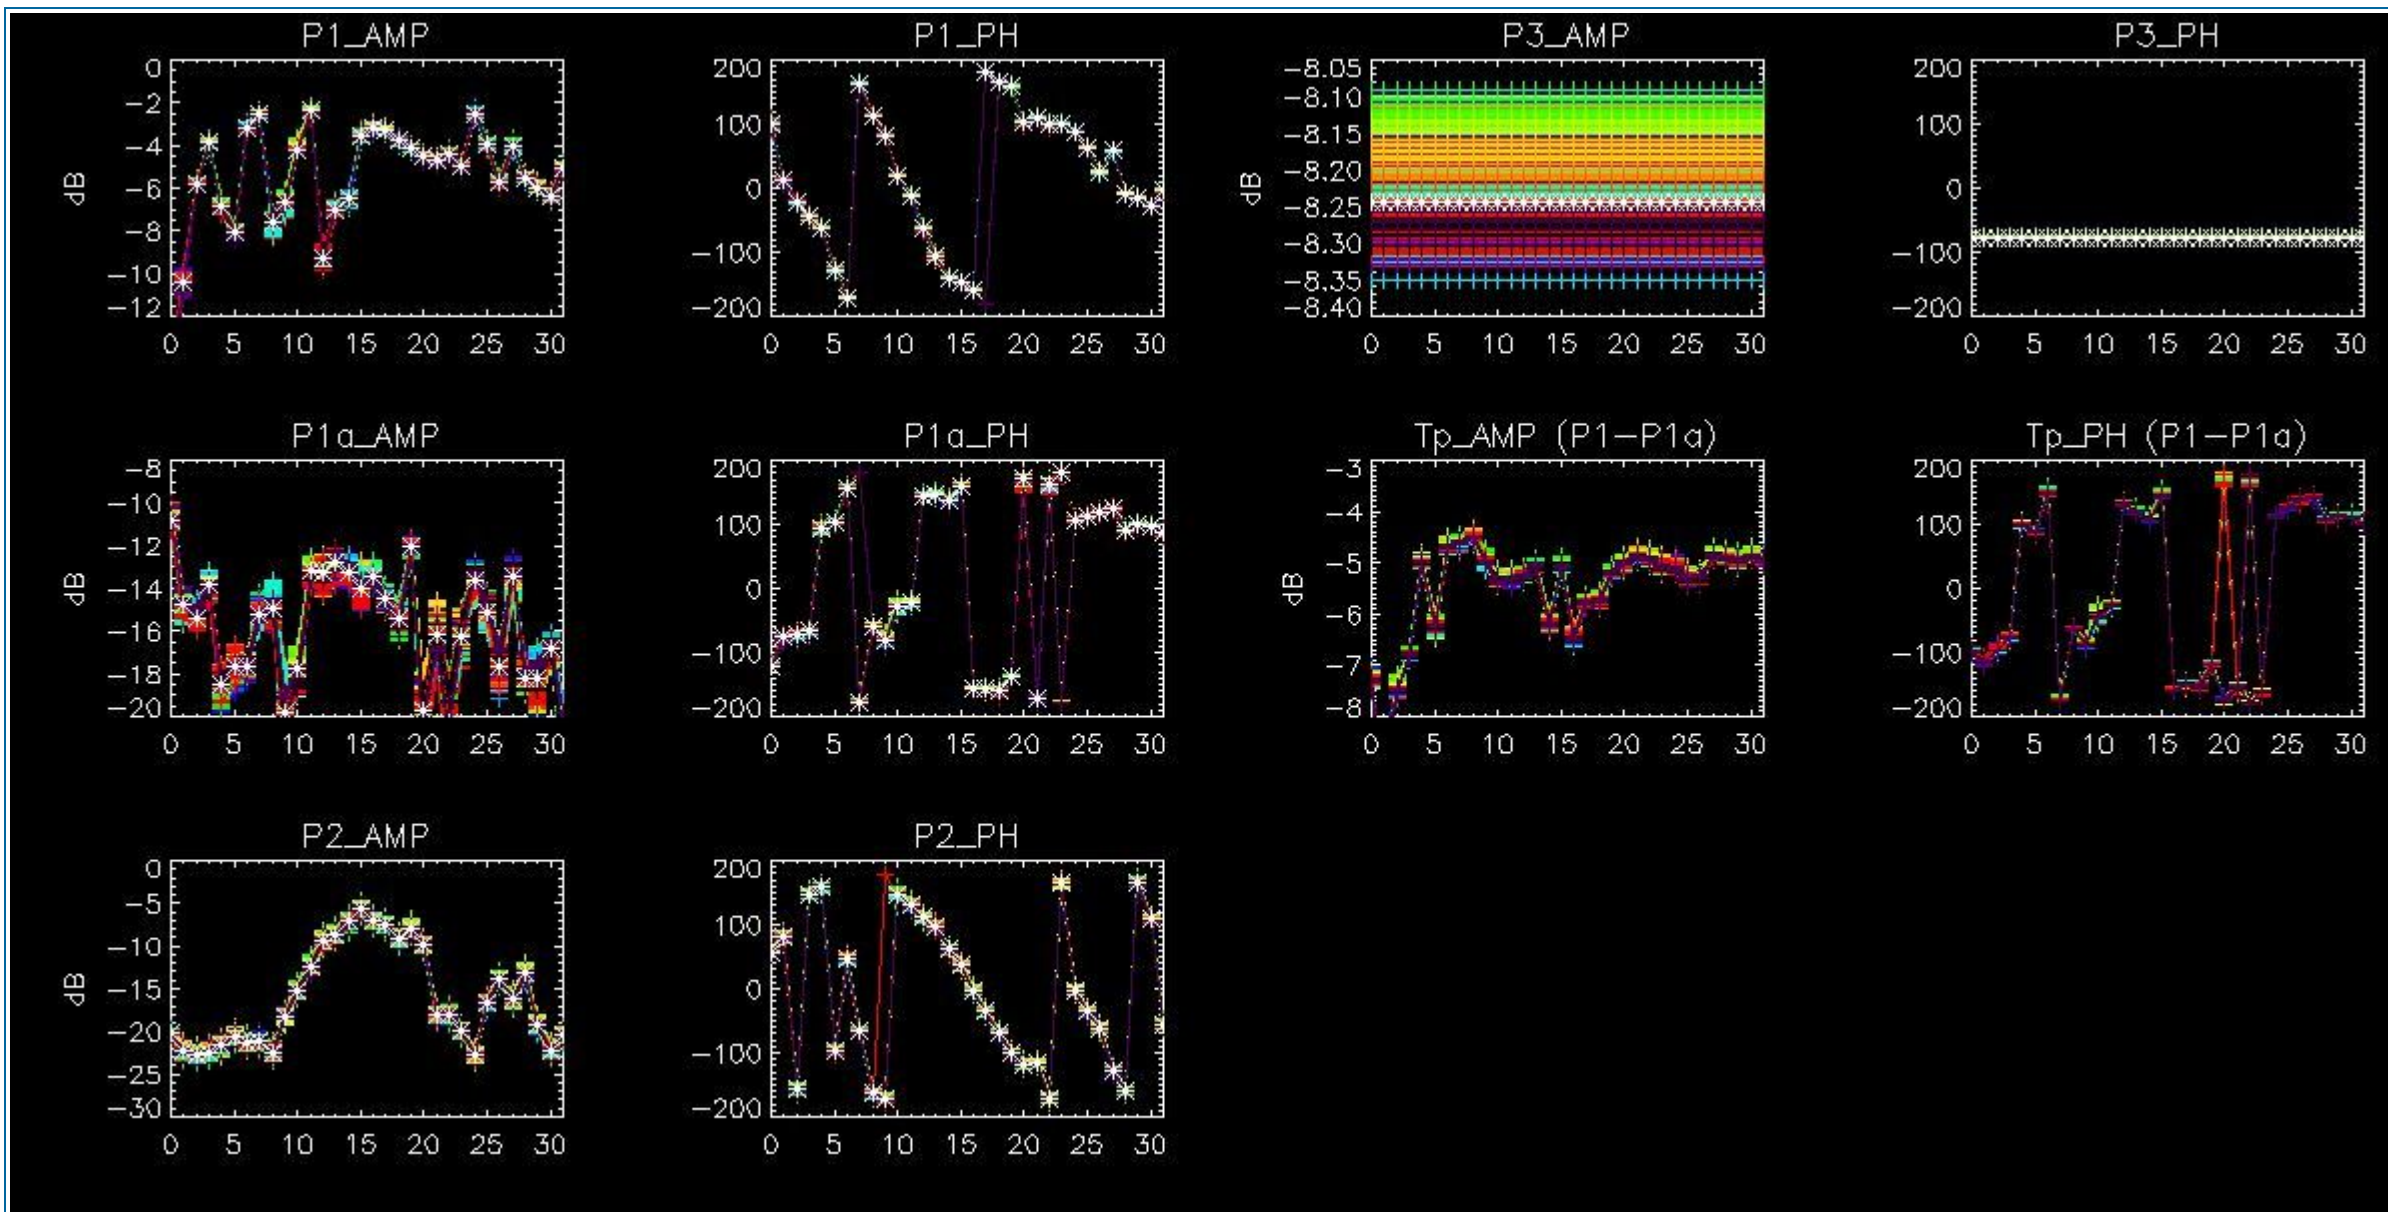 P1_AMP P1_PH P3_AMP P3_PH
0 200 -8.05 200
-2 100 -8.10 100
-4 0 -8.15 0
-6 -100 -8.20 -100
-8 -200 -8.25 -200
-10 -8.30
-12 -8.35
-8.40
dB dB
0 5 10 15 20 25 30 0 5 10 15 20 25 30 0 5 10 15 20 25 30 0 5 10 15 20 25 30
P1a_AMP P1a_PH Tp_AMP (P1-P1a) Tp_PH (P1-P1a)
-8 200 -3 200
-10 100 -4 100
-12 0 -5 0
-14 -100 -6 -100
-16 -200 -7 -200
-18 -8
-20
dB dB
0 5 10 15 20 25 30 0 5 10 15 20 25 30 0 5 10 15 20 25 30 0 5 10 15 20 25 30
P2_AMP P2_PH
0 200
-5 100
-10 0
-15 -100
-20 -200
-25
-30
dB
0 5 10 15 20 25 30 0 5 10 15 20 25 30